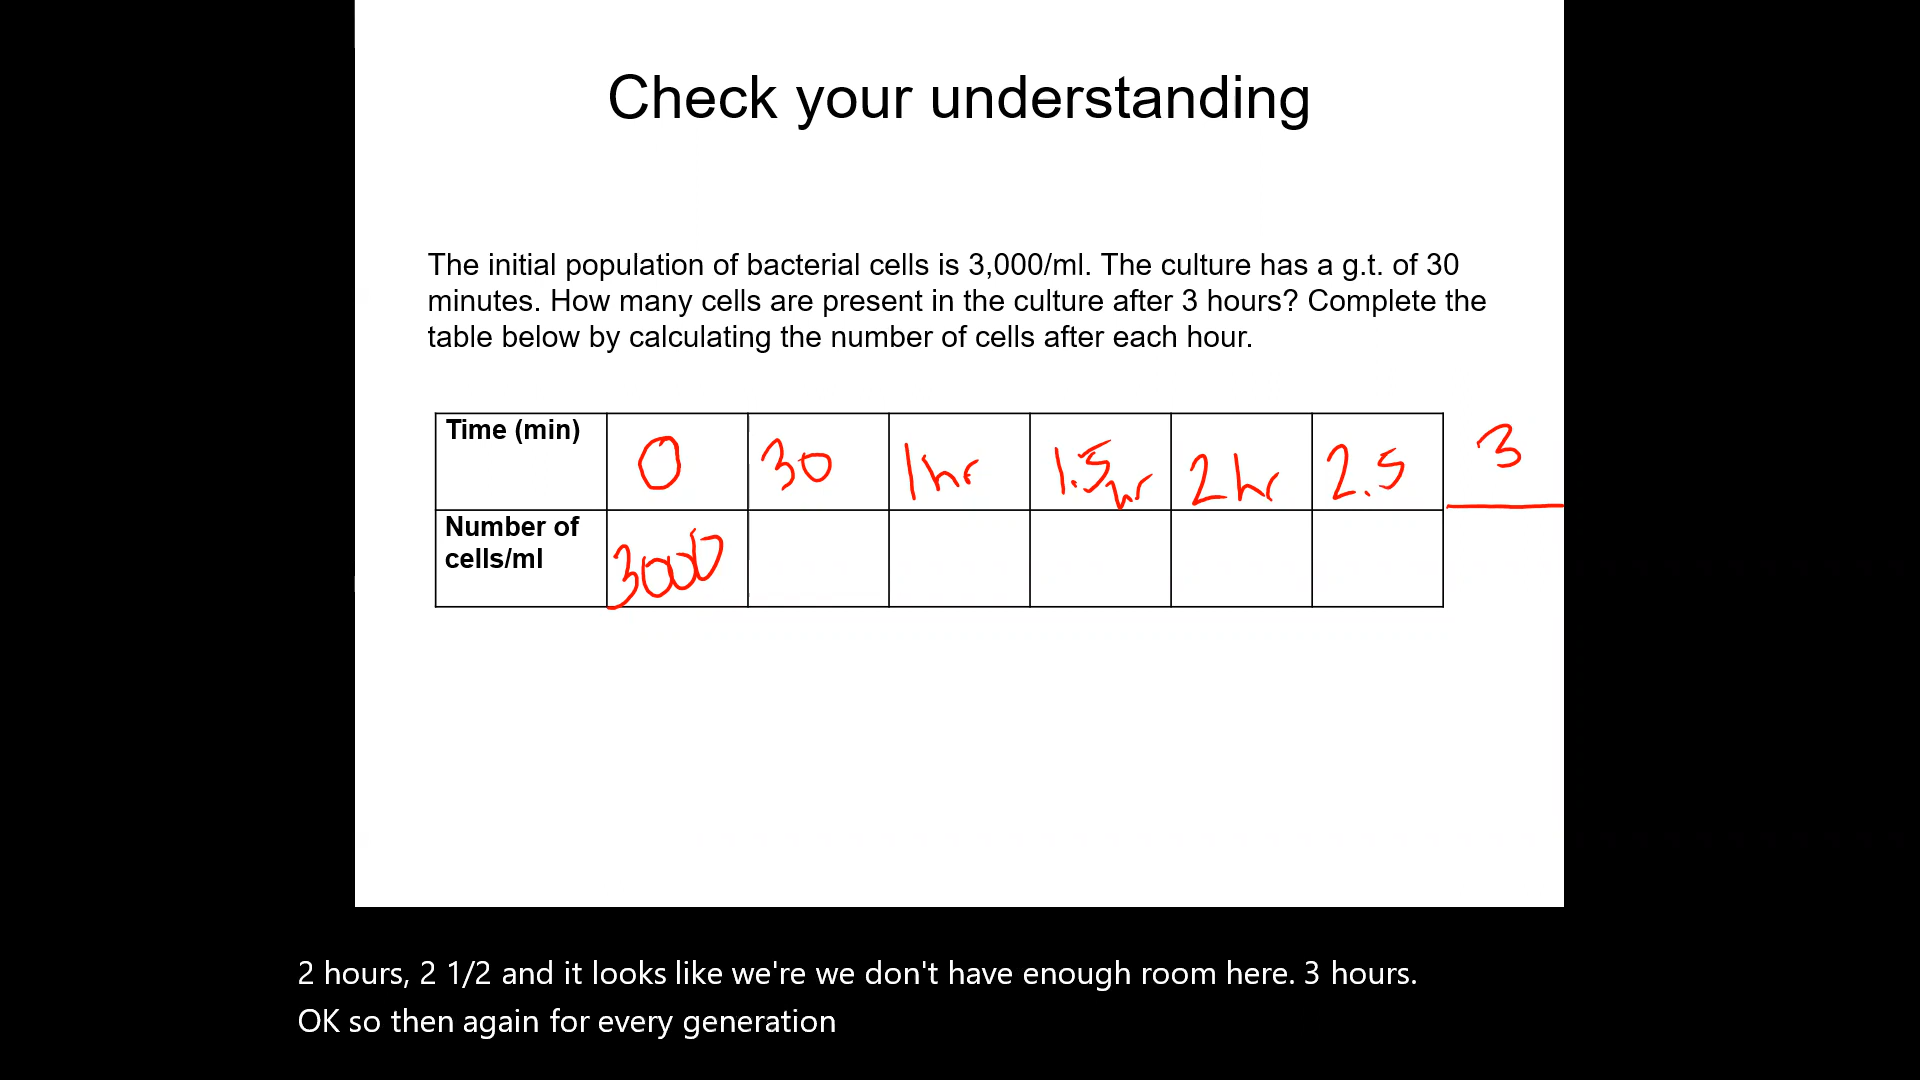 Check your understanding
The initial population of bacterial cells is 3,000/ml. The culture has a g.t. of 30
minutes. How many cells are present in the culture after 3 hours? Complete the
table below by calculating the number of cells after each hour.
Time (min) 0 30 1hr 1.5hr 2hr 2.5 3
Number of
cells/ml 3000
2 hours, 2 1/2 and it looks like we're we don't have enough room here. 3 hours.
OK so then again for every generation